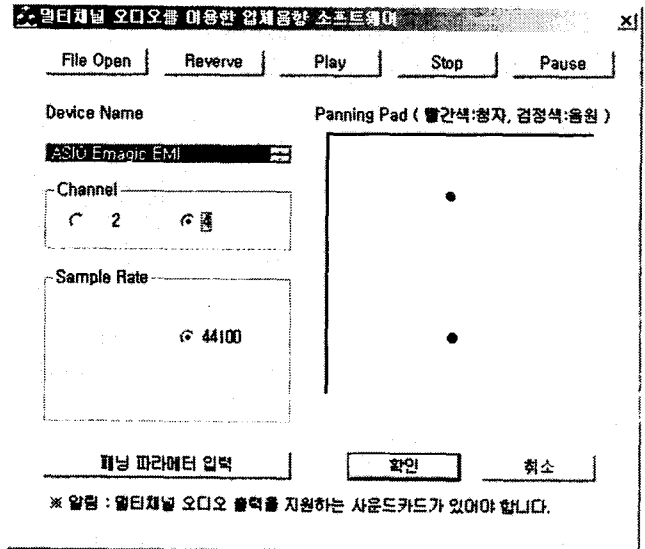 멀티채널 오디오를 이용한 입체음향 소프트웨어
File Open Reverve Play Stop Pause
Device Name
Panning Pad ( 빨간색:청자, 검정색:음원 )
ASIO Emagic EMI
Channel
2 4
Sample Rate
44100
패닝 파라메터 입력 확인 취소
※ 알림 : 멀티채널 오디오 출력을 지원하는 사운드카드가 있어야 합니다.